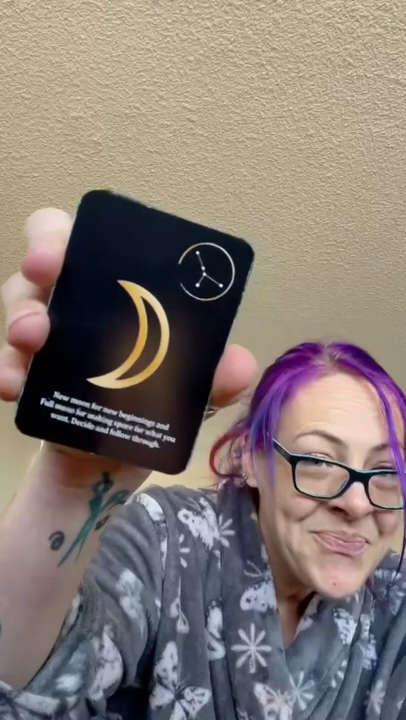 New moon for new beginnings and
Full moon for making space for what you
want. Decide and follow through.